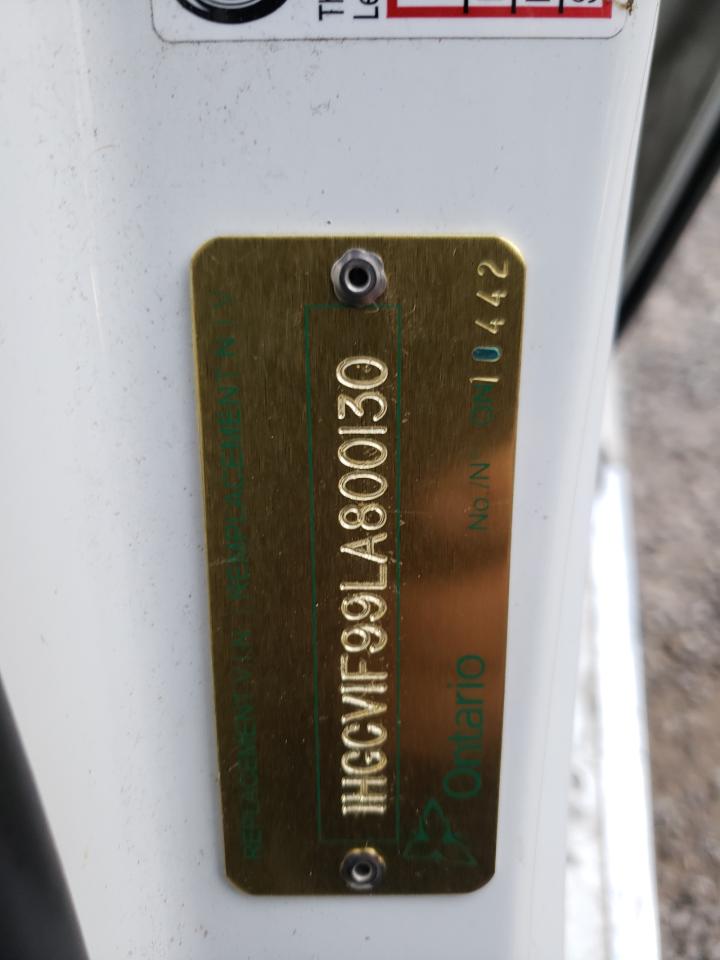 REPLACEMENT V.I.N. / REMPLACEMENT N.I.V.
1HGCV1F99LA800130
Ontario No./N° ON10442